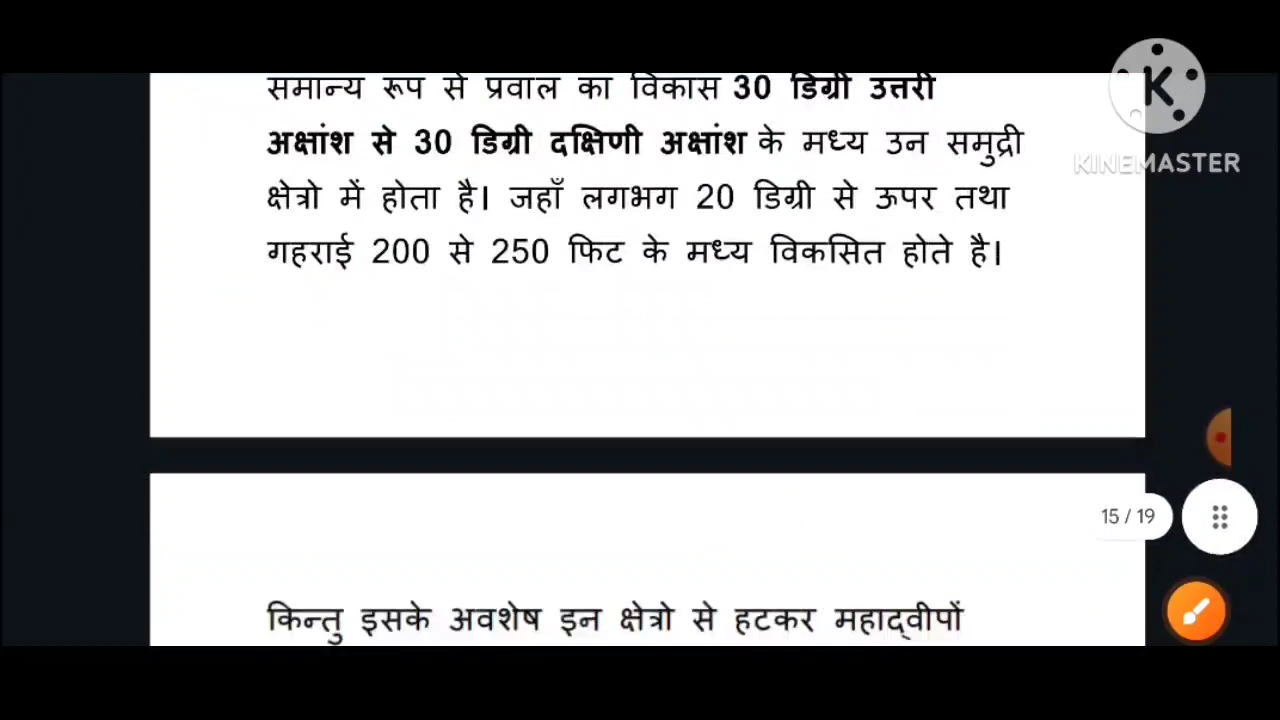 समान्य रूप से प्रवाल का विकास 30 डिग्री उत्तरी
अक्षांश से 30 डिग्री दक्षिणी अक्षांश के मध्य उन समुद्री
क्षेत्रो में होता है। जहाँ लगभग 20 डिग्री से ऊपर तथा
गहराई 200 से 250 फिट के मध्य विकसित होते है।
किन्तु इसके अवशेष इन क्षेत्रो से हटकर महाद्वीपों
K
KINEMASTER
15 / 19